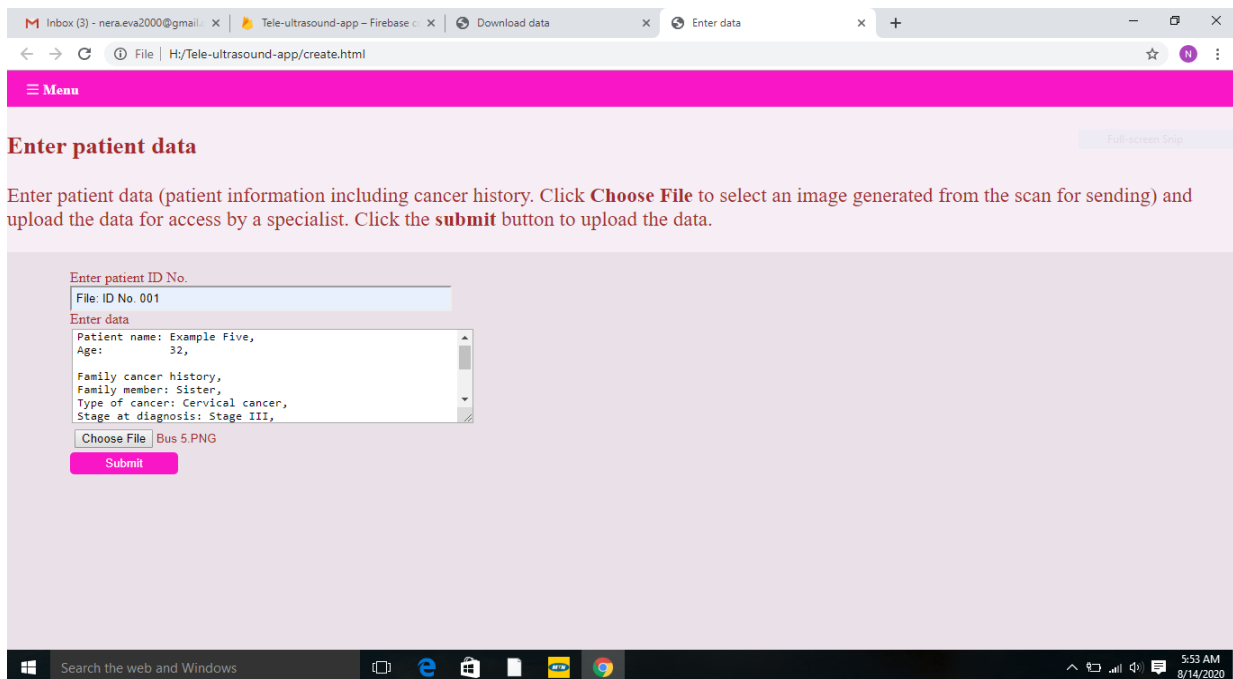 Inbox (3) - nera.eva2000@gmail. Tele-ultrasound-app – Firebase c Download data Enter data
File H:/Tele-ultrasound-app/create.html N
☰ Menu
Full-screen Snip
Enter patient data
Enter patient data (patient information including cancer history. Click Choose File to select an image generated from the scan for sending) and
upload the data for access by a specialist. Click the submit button to upload the data.
Enter patient ID No.
File: ID No. 001
Enter data
Patient name: Example Five,
Age: 32,
Family cancer history,
Family member: Sister,
Type of cancer: Cervical cancer,
Stage at diagnosis: Stage III,
Choose File Bus 5.PNG
Submit
Search the web and Windows MTN 5:53 AM
8/14/2020